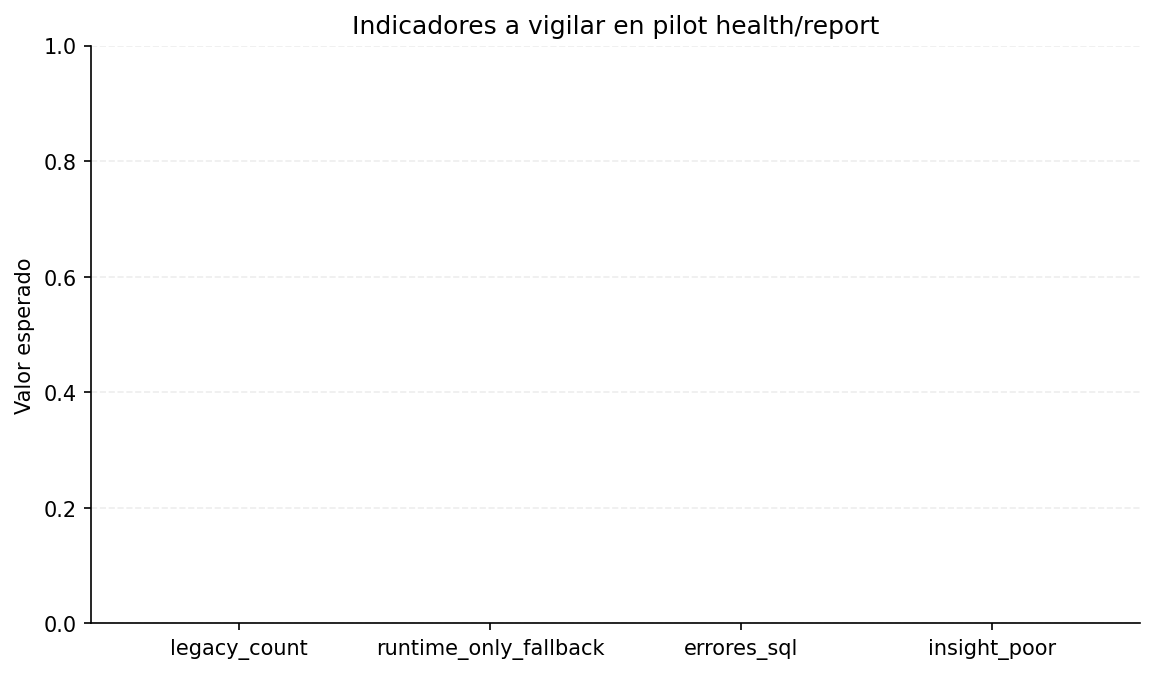 Indicadores a vigilar en pilot health/report
Valor esperado
1.0
0.8
0.6
0.4
0.2
0.0
legacy_count runtime_only_fallback errores_sql insight_poor